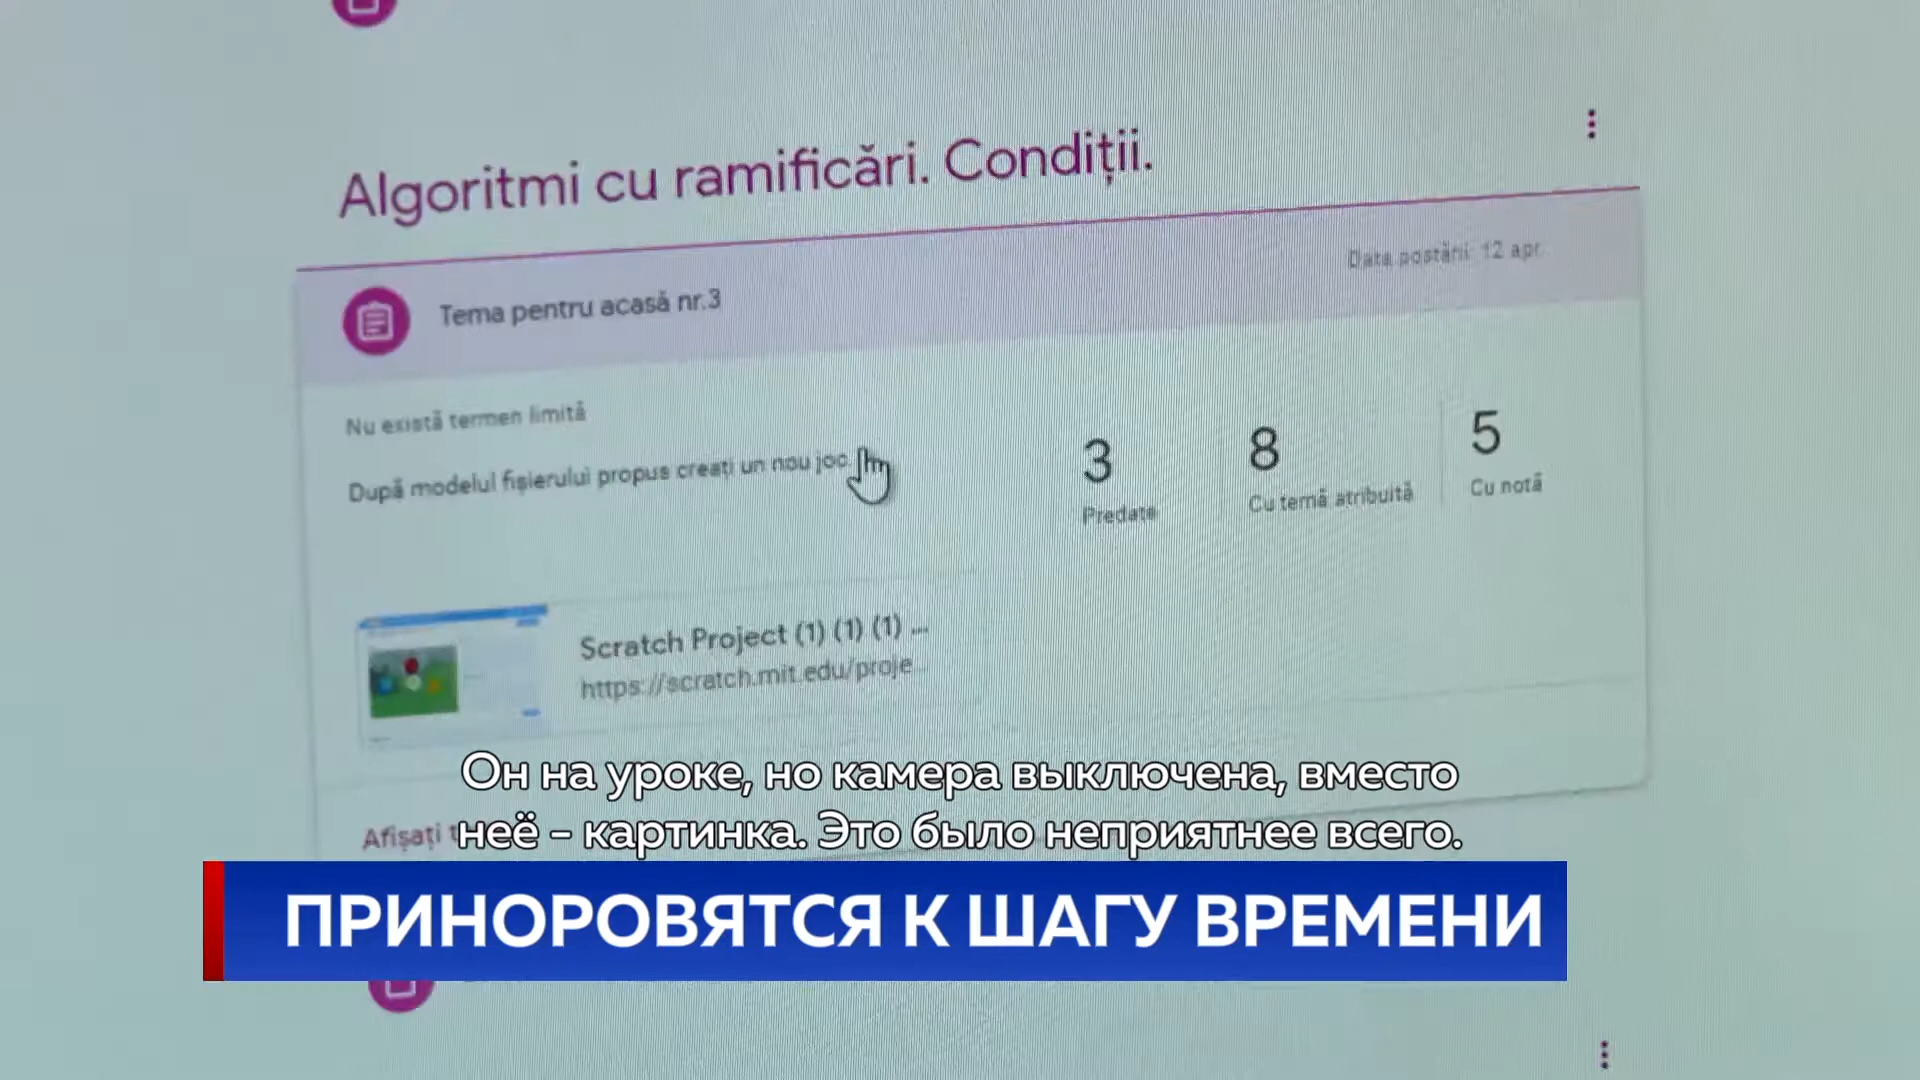 Algoritmi cu ramificări. Condiții.
Data postării: 12 apr.
Tema pentru acasă nr.3
Nu există termen limită
După modelul fișierului propus creați un nou joc.
3
Predate
8
Cu temă atribuită
5
Cu notă
Scratch Project (1) (1) (1) ...
https://scratch.mit.edu/proje...
Afișați
Он на уроке, но камера выключена, вместо
неё – картинка. Это было неприятнее всего.
ПРИНОРОВЯТСЯ К ШАГУ ВРЕМЕНИ